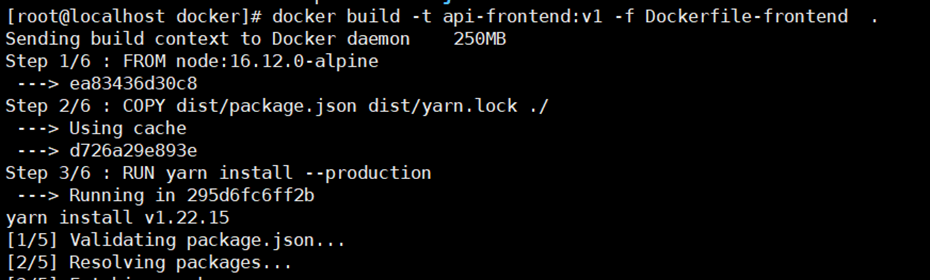 [root@localhost docker]# docker build -t api-frontend:v1 -f Dockerfile-frontend  .
Sending build context to Docker daemon    250MB
Step 1/6 : FROM node:16.12.0-alpine
 ---> ea83436d30c8
Step 2/6 : COPY dist/package.json dist/yarn.lock ./
 ---> Using cache
 ---> d726a29e893e
Step 3/6 : RUN yarn install --production
 ---> Running in 295d6fc6ff2b
yarn install v1.22.15
[1/5] Validating package.json...
[2/5] Resolving packages...